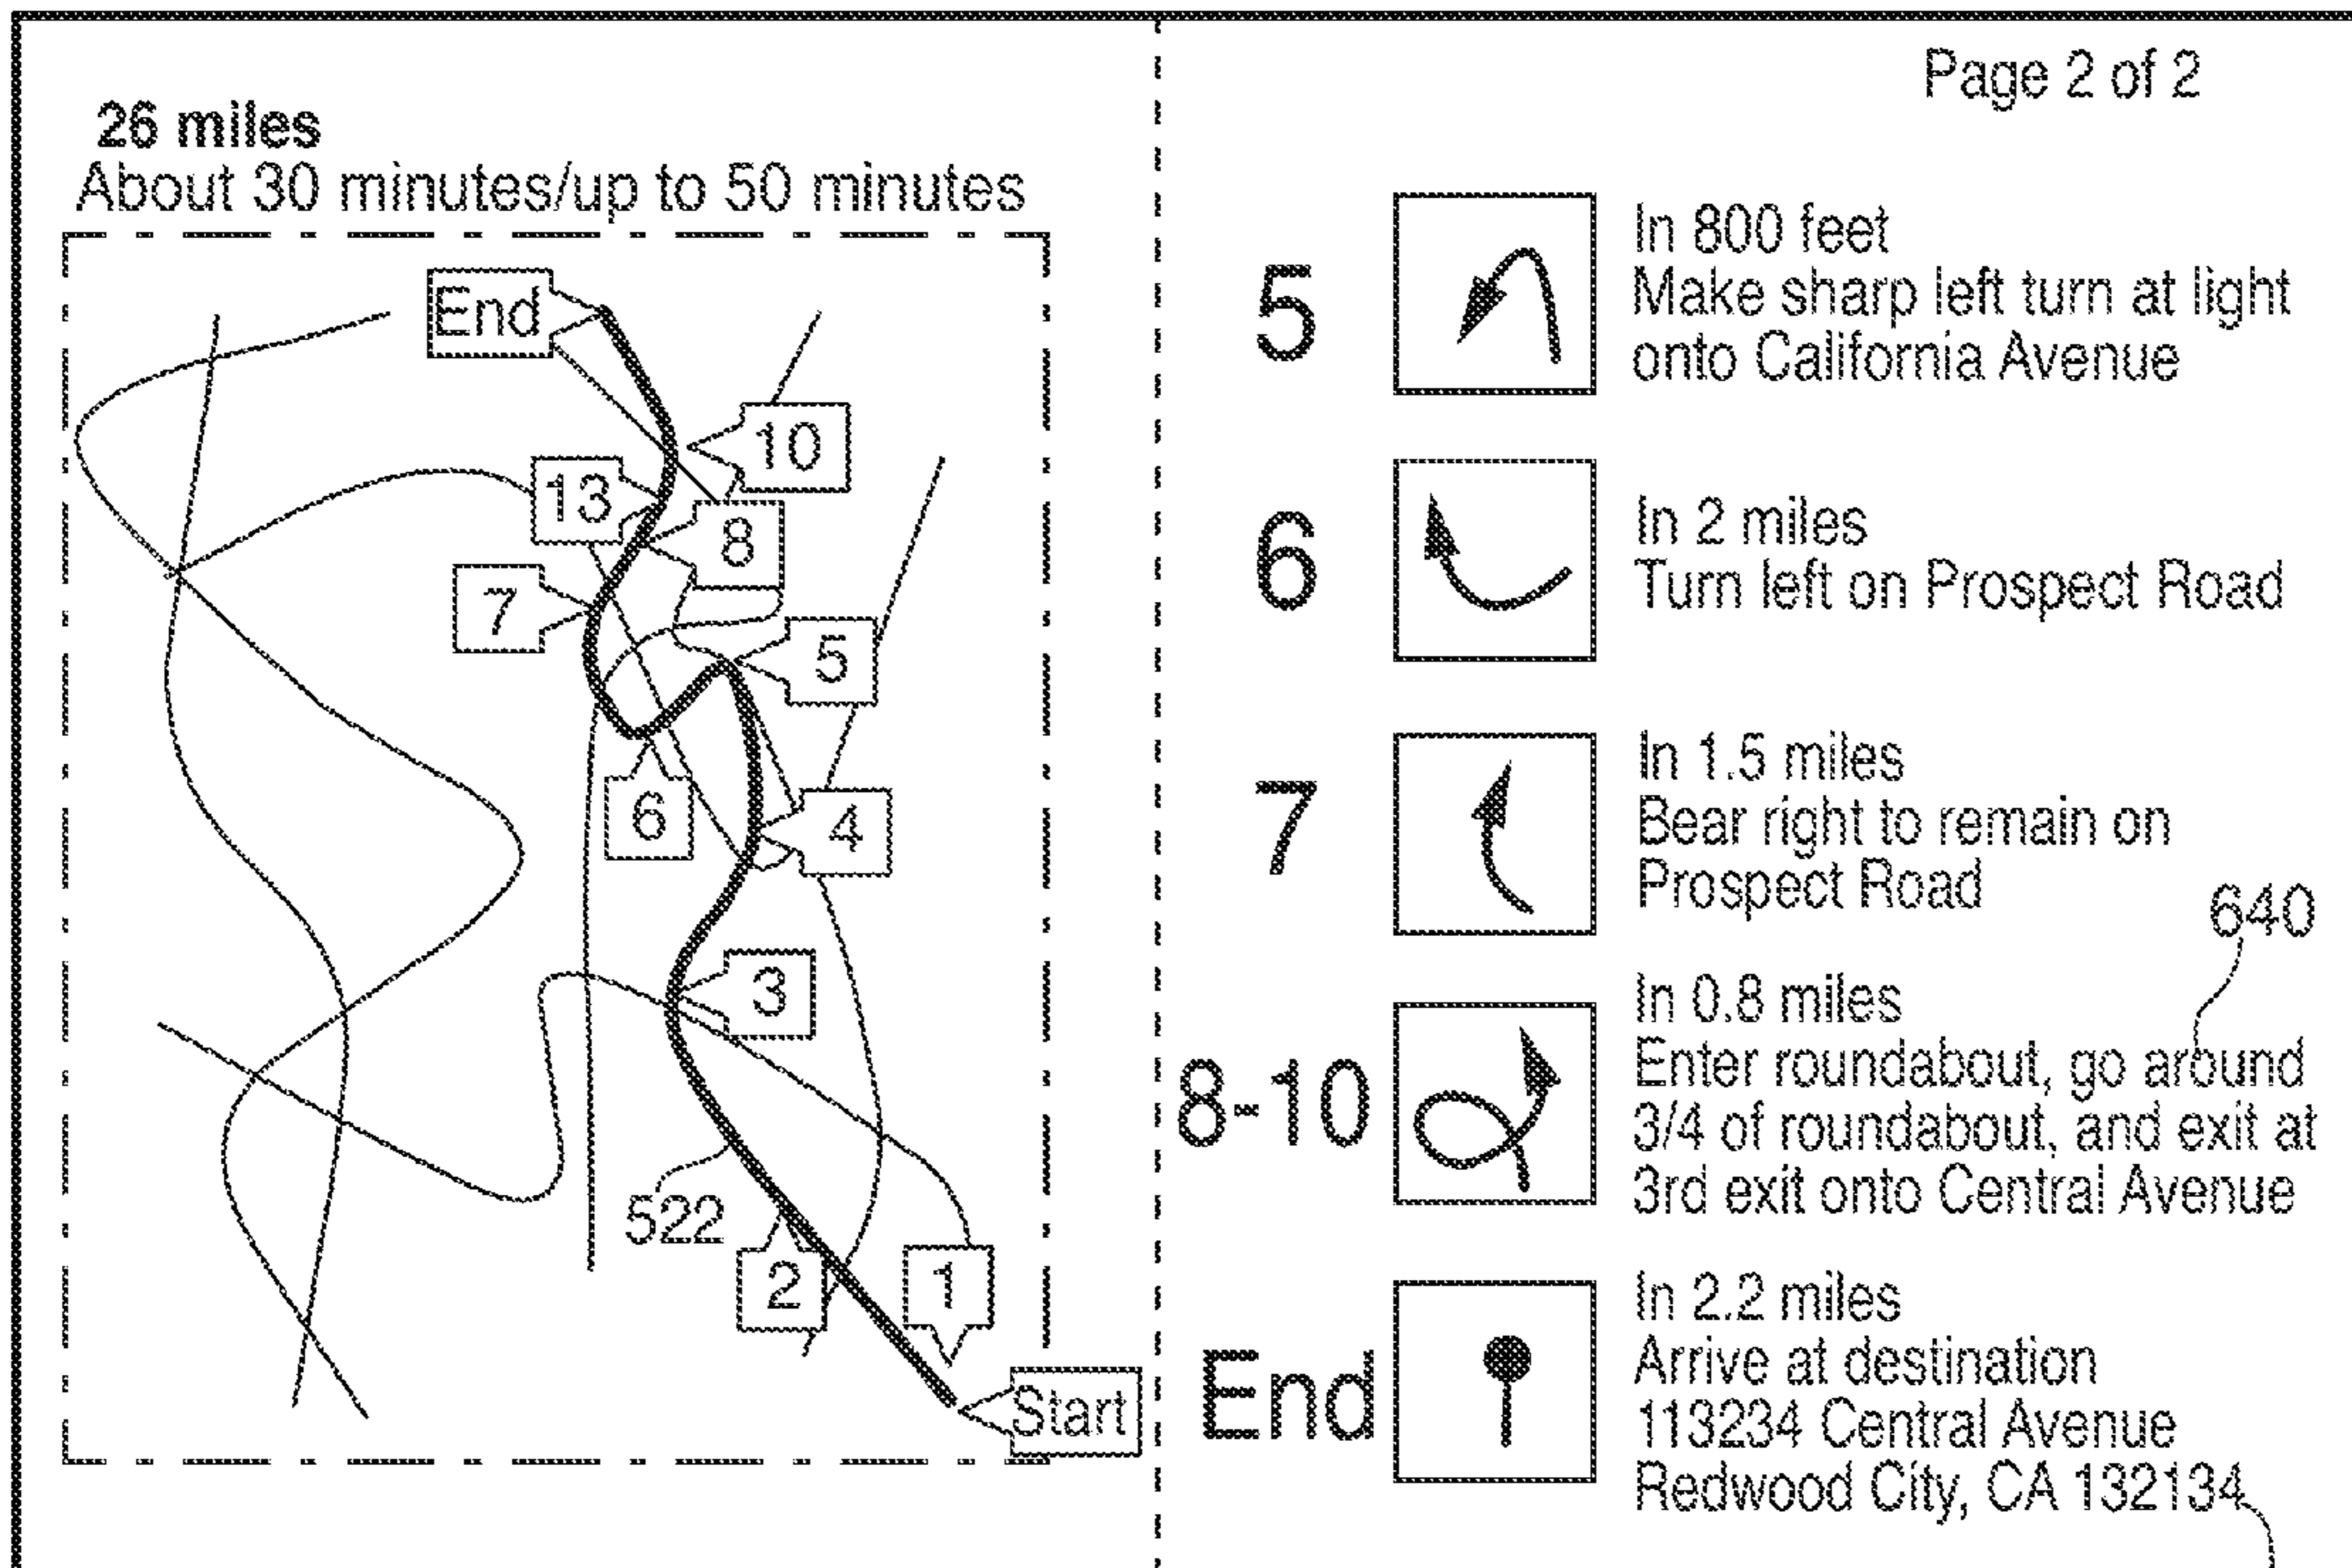 Page 2 of 2
26 miles
About 30 minutes/up to 50 minutes
End
10
13
8
7
5
6
4
3
522
2
1
Start
5
In 800 feet
Make sharp left turn at light
onto California Avenue
6
In 2 miles
Turn left on Prospect Road
7
In 1.5 miles
Bear right to remain on
Prospect Road
640
8-10
In 0.8 miles
Enter roundabout, go around
3/4 of roundabout, and exit at
3rd exit onto Central Avenue
End
In 2.2 miles
Arrive at destination
113234 Central Avenue
Redwood City, CA 132134